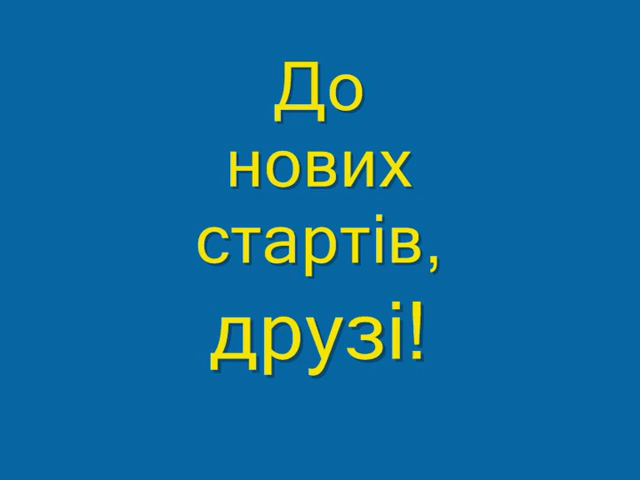 До
нових
стартів,
друзі!